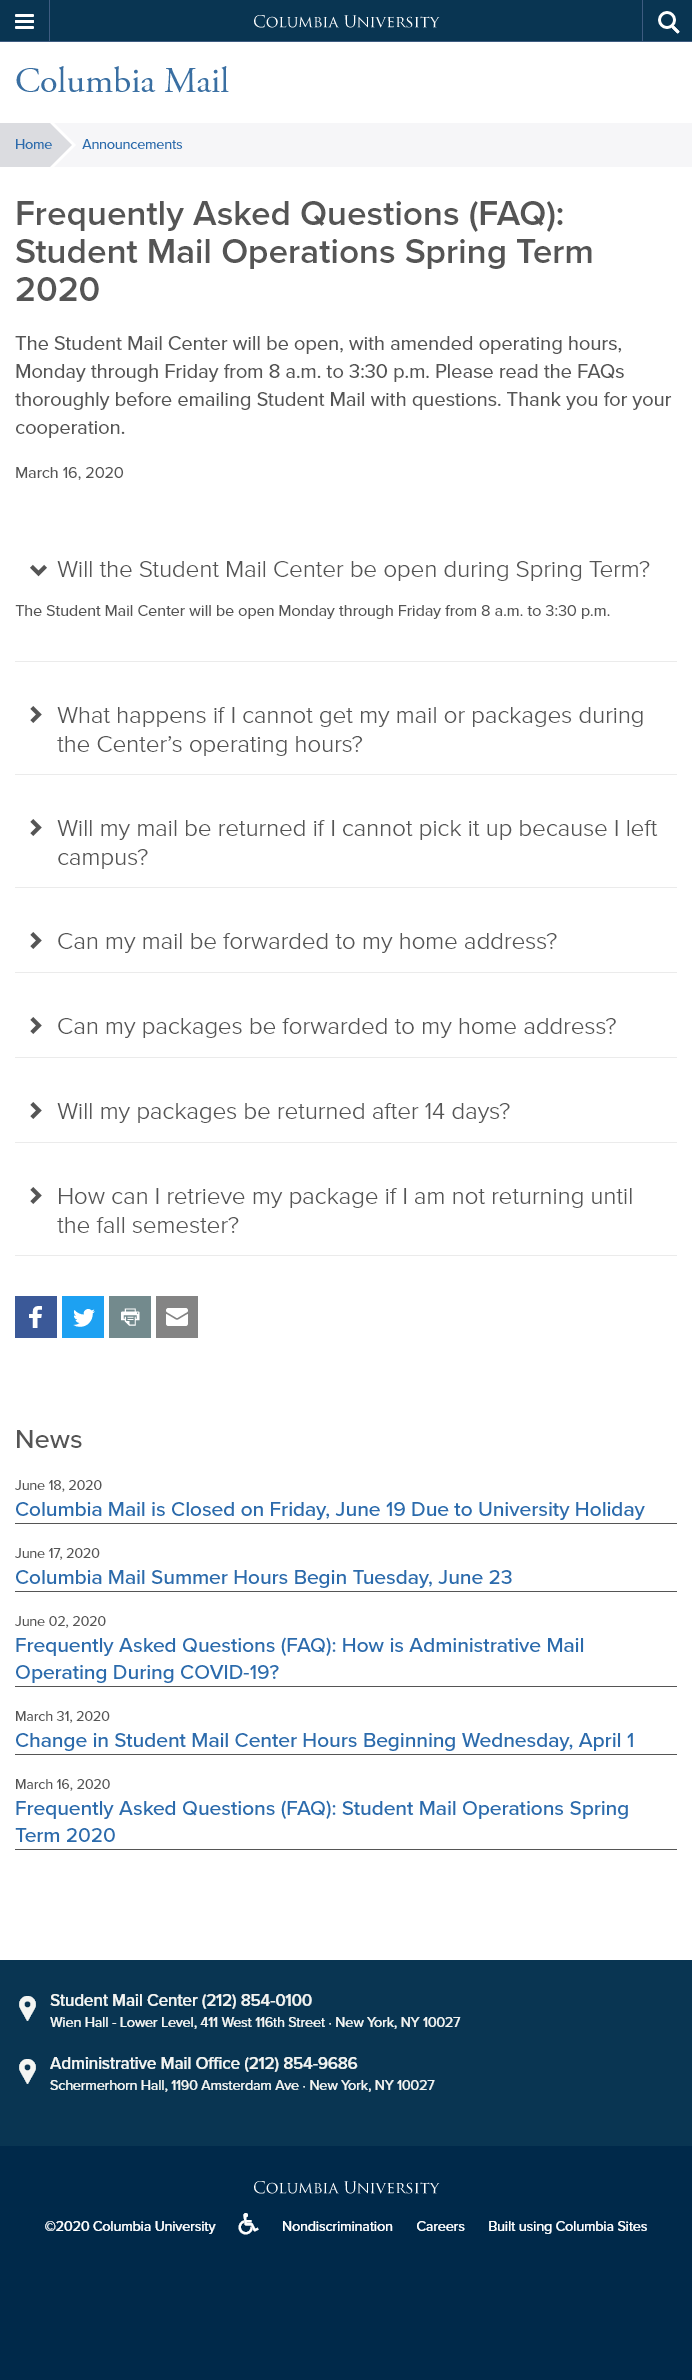 Columbia University
Columbia Mail
Home
Announcements
Frequently Asked Questions (FAQ):
Student Mail Operations Spring Term
2020
The Student Mail Center will be open, with amended operating hours,
Monday through Friday from 8 a.m. to 3:30 p.m. Please read the FAQs
thoroughly before emailing Student Mail with questions. Thank you for your
cooperation.
March 16, 2020
Will the Student Mail Center be open during Spring Term?
The Student Mail Center will be open Monday through Friday from 8 a.m. to 3:30 p.m.
What happens if I cannot get my mail or packages during
the Center's operating hours?
Will my mail be returned if I cannot pick it up because I left
campus?
Can my mail be forwarded to my home address?
Can my packages be forwarded to my home address?
Will my packages be returned after 14 days?
How can I retrieve my package if I am not returning until
the fall semester?
News
June 18, 2020
Columbia Mail is Closed on Friday, June 19 Due to University Holiday
June 17, 2020
Columbia Mail Summer Hours Begin Tuesday, June 23
June 02, 2020
Frequently Asked Questions (FAQ): How is Administrative Mail
Operating During COVID-19?
March 31, 2020
Change in Student Mail Center Hours Beginning Wednesday, April 1
March 16, 2020
Frequently Asked Questions (FAQ): Student Mail Operations Spring
Term 2020
Student Mail Center (212) 854-0100
Wien Hall - Lower Level, 411 West 116th Street · New York, NY 10027
Administrative Mail Office (212) 854-9686
Schermerhorn Hall, 1190 Amsterdam Ave · New York, NY 10027
Columbia University
©2020 Columbia University Nondiscrimination Careers Built using Columbia Sites